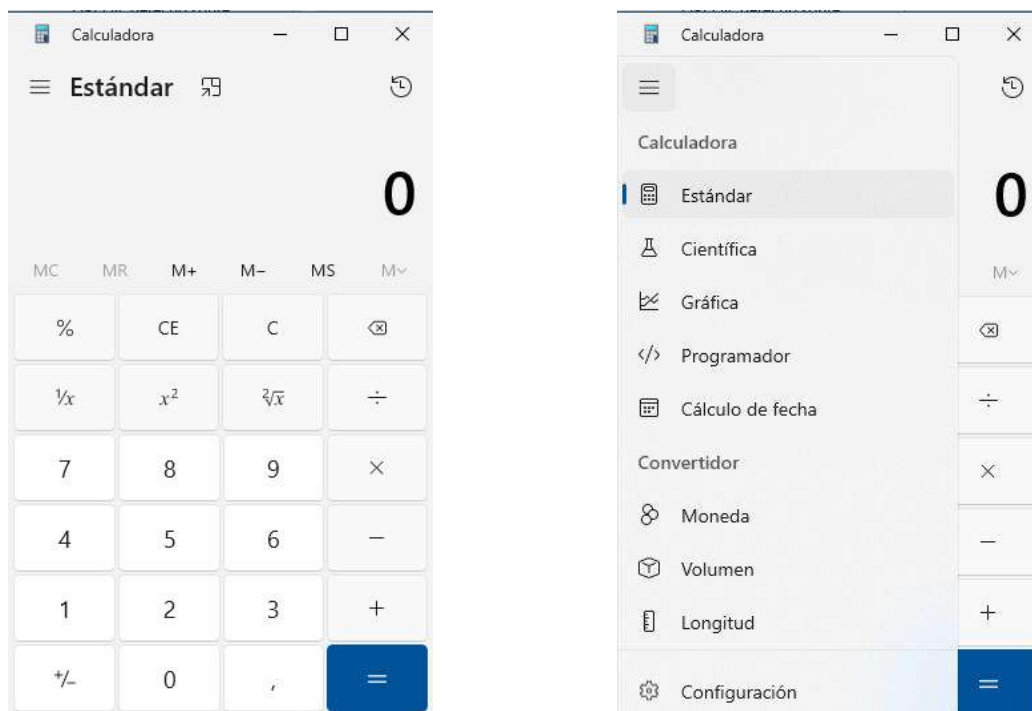 Calculadora
Estándar
0
MC MR M+ M− MS M
% CE C
1/x x² ²√x ÷
7 8 9 ×
4 5 6 −
1 2 3 +
+/− 0 , =
Calculadora
Calculadora
Estándar
0
Científica
M
Gráfica
Programador
÷
Cálculo de fecha
Convertidor
×
Moneda
−
Volumen
+
Longitud
Configuración
=